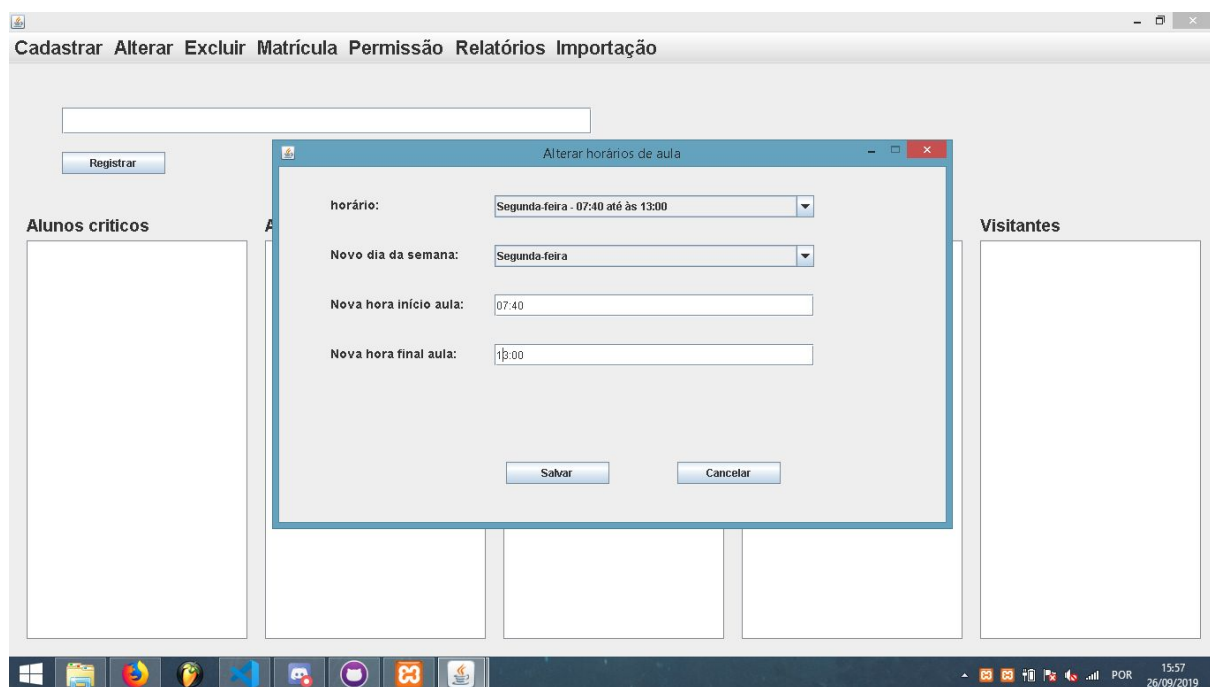 Cadastrar Alterar Excluir Matrícula Permissão Relatórios Importação
Registrar
Alterar horários de aula
horário:
Segunda-feira - 07:40 até às 13:00
Novo dia da semana:
Segunda-feira
Nova hora início aula:
07:40
Nova hora final aula:
13:00
Salvar
Cancelar
Alunos criticos
A
Visitantes
POR
15:57
26/09/2019